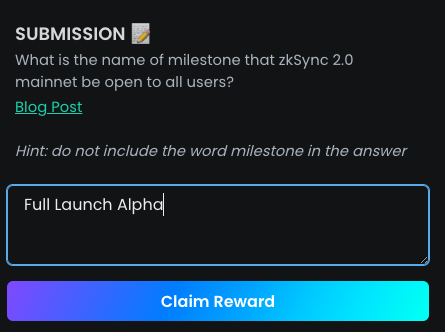 SUBMISSION 📝
What is the name of milestone that zkSync 2.0
mainnet be open to all users?
Blog Post
Hint: do not include the word milestone in the answer
Full Launch Alpha
Claim Reward